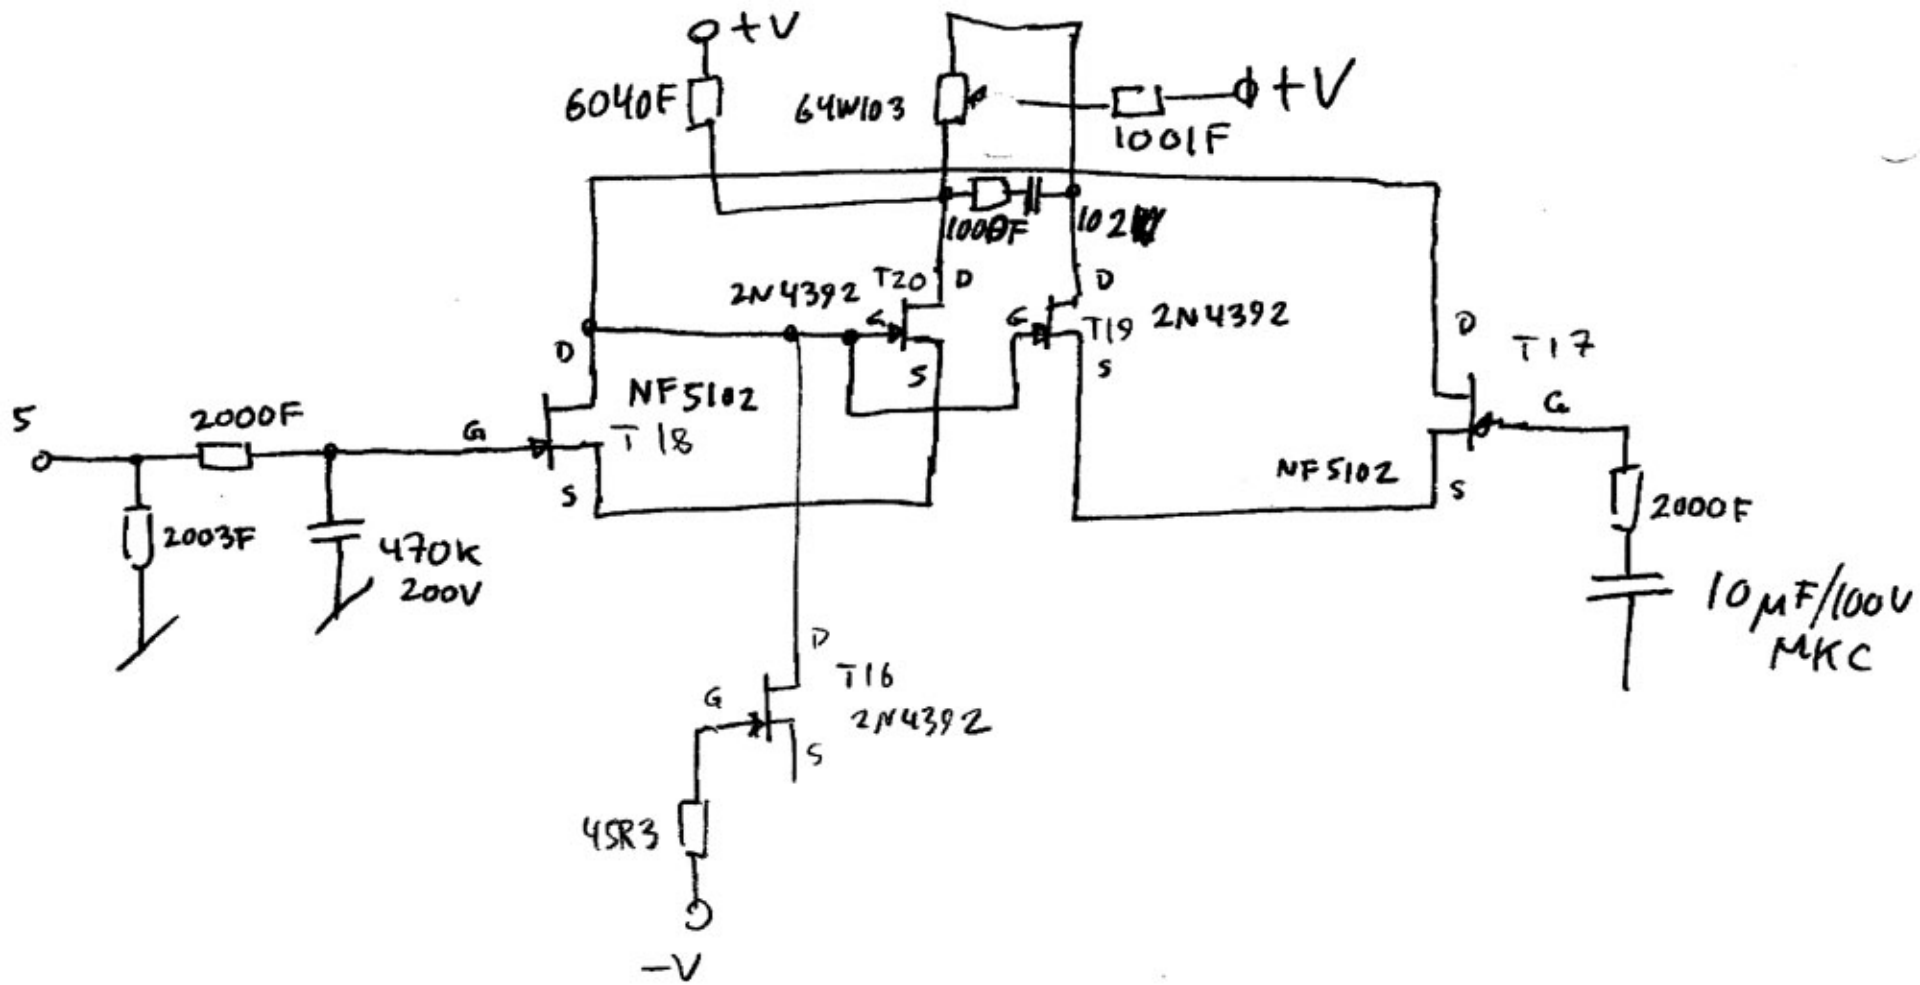 +V
6040F
64W103
+V
1001F
1000F
102
2N4392
T20
D
G
S
D
G
T19
2N4392
S
D
T17
G
NF5102
S
2000F
10µF/100V
MKC
5
2000F
G
D
NF5102
T18
S
2003F
470K
200V
D
T16
G
2N4392
S
45R3
-V